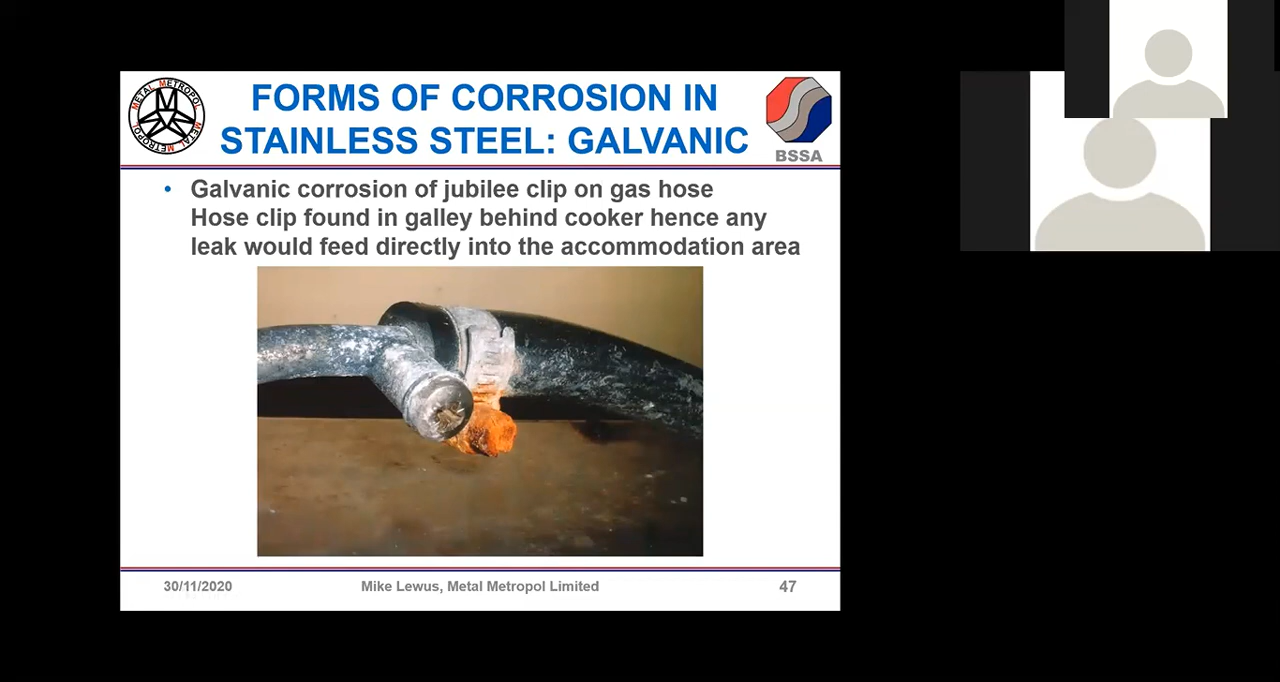 METAL METROPOL METAL METROPOL
M
FORMS OF CORROSION IN
STAINLESS STEEL: GALVANIC
BSSA
• Galvanic corrosion of jubilee clip on gas hose
Hose clip found in galley behind cooker hence any
leak would feed directly into the accommodation area
30/11/2020
Mike Lewus, Metal Metropol Limited
47